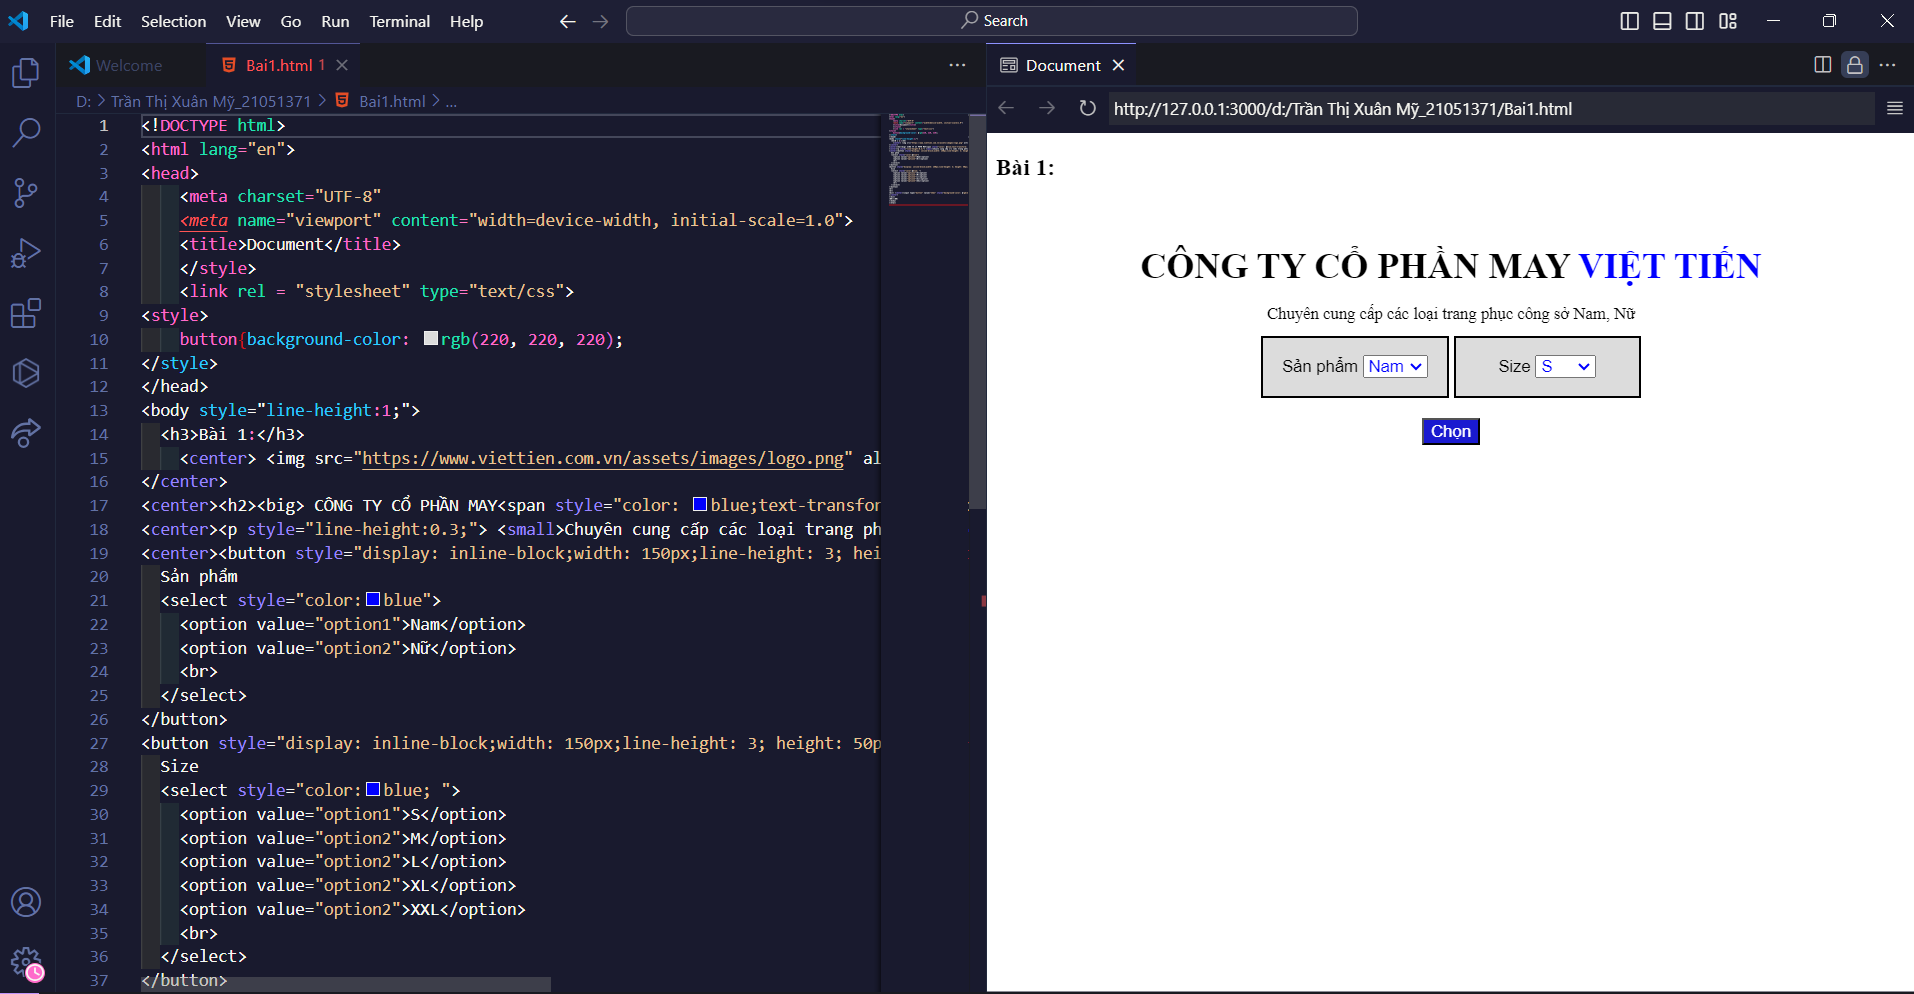 File Edit Selection View Go Run Terminal Help
Search
Welcome
Bai1.html 1
D: > Trần Thị Xuân Mỹ_21051371 > Bai1.html > ...
1 <!DOCTYPE html>
2 <html lang="en">
3 <head>
4 <meta charset="UTF-8"
5 <meta name="viewport" content="width=device-width, initial-scale=1.0">
6 <title>Document</title>
7 </style>
8 <link rel = "stylesheet" type="text/css">
9 <style>
10 button{background-color: rgb(220, 220, 220);
11 </style>
12 </head>
13 <body style="line-height:1;">
14 <h3>Bài 1:</h3>
15 <center> <img src="https://www.viettien.com.vn/assets/images/logo.png" al
16 </center>
17 <center><h2><big> CÔNG TY CỔ PHẦN MAY<span style="color: blue;text-transfor
18 <center><p style="line-height:0.3;"> <small>Chuyên cung cấp các loại trang ph
19 <center><button style="display: inline-block;width: 150px;line-height: 3; hei
20 Sản phẩm
21 <select style="color:blue">
22 <option value="option1">Nam</option>
23 <option value="option2">Nữ</option>
24 <br>
25 </select>
26 </button>
27 <button style="display: inline-block;width: 150px;line-height: 3; height: 50p
28 Size
29 <select style="color:blue; ">
30 <option value="option1">S</option>
31 <option value="option2">M</option>
32 <option value="option2">L</option>
33 <option value="option2">XL</option>
34 <option value="option2">XXL</option>
35 <br>
36 </select>
37 </button>
Document
http://127.0.0.1:3000/d:/Trần Thị Xuân Mỹ_21051371/Bai1.html
Bài 1:
CÔNG TY CỔ PHẦN MAY VIỆT TIẾN
Chuyên cung cấp các loại trang phục công sở Nam, Nữ
Sản phẩm Nam Size S
Chọn